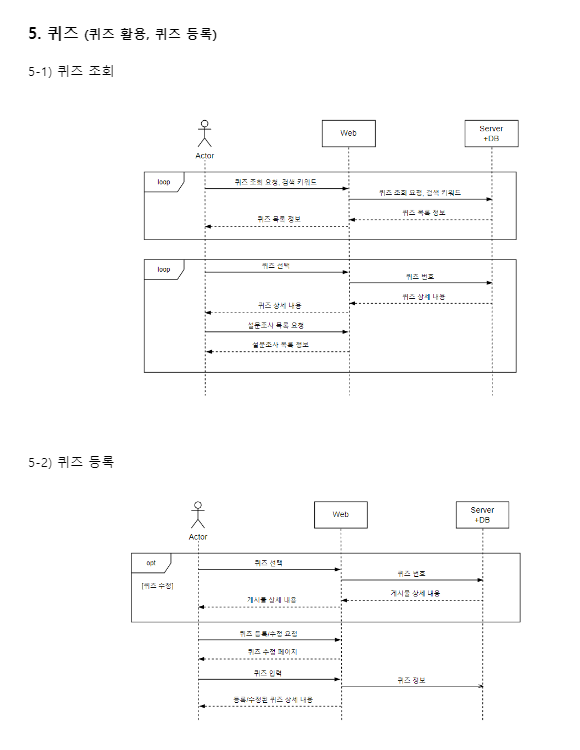 5. 퀴즈 (퀴즈 활용, 퀴즈 등록)
5-1) 퀴즈 조회
Actor
Web
Server
+DB
loop
퀴즈 조회 요청, 검색 키워드
퀴즈 조회 요청, 검색 키워드
퀴즈 목록 정보
퀴즈 목록 정보
loop
퀴즈 선택
퀴즈 번호
퀴즈 상세 내용
퀴즈 상세 내용
설문조사 목록 요청
설문조사 목록 정보
5-2) 퀴즈 등록
Actor
Web
Server
+DB
opt
[퀴즈 수정]
퀴즈 선택
퀴즈 번호
게시물 상세 내용
게시물 상세 내용
퀴즈 등록/수정 요청
퀴즈 수정 페이지
퀴즈 입력
퀴즈 정보
등록/수정된 퀴즈 상세 내용